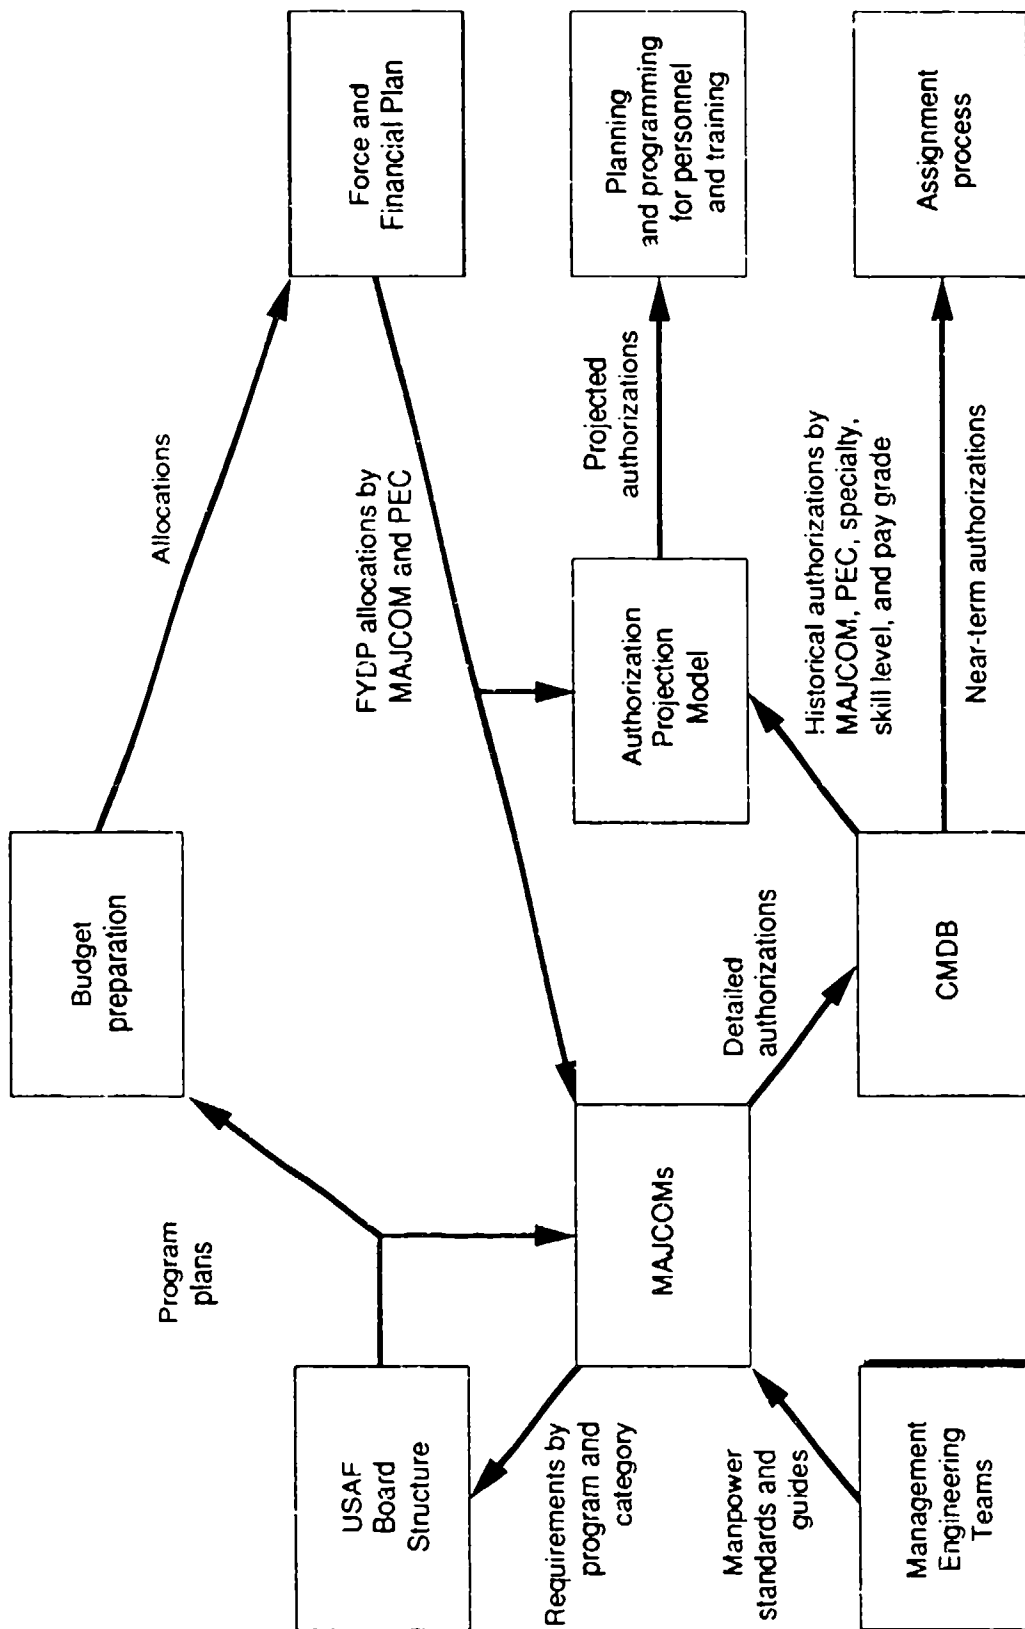 Budget
preparation
Allocations
Force and
Financial Plan
Program
plans
USAF
Board
Structure
FYDP allocations by
MAJCOM and PEC
Requirements by
program and
category
MAJCOMs
Authorization
Projection
Model
Projected
authorizations
Planning
and programming
for personnel
and training
Manpower
standards and
guides
Detailed
authorizations
Historical authorizations by
MAJCOM, PEC, specialty,
skill level, and pay grade
Management
Engineering
Teams
CMDB
Near-term authorizations
Assignment
process